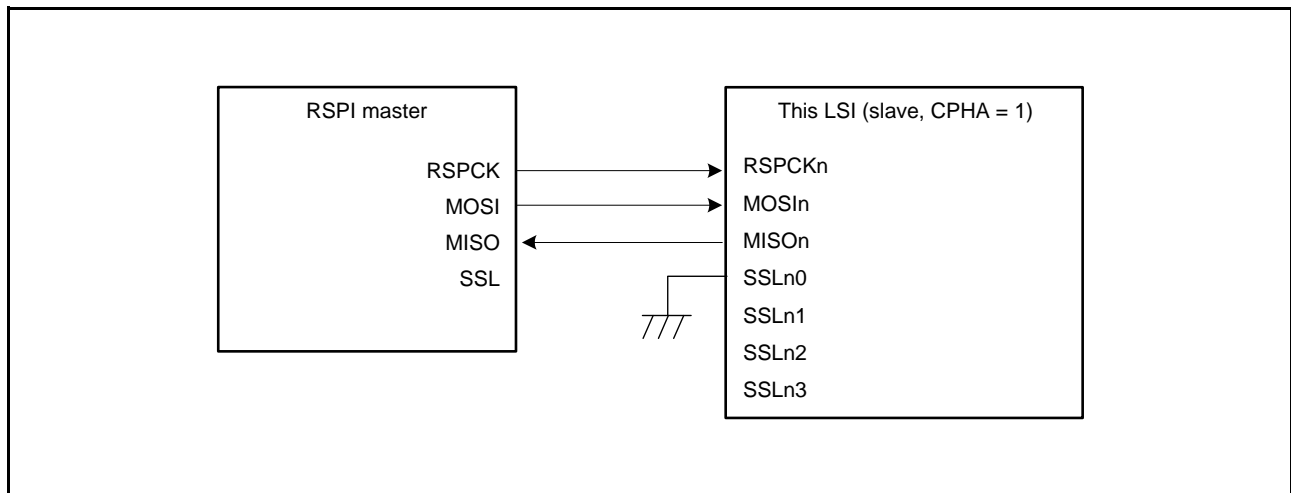 RSPI master
RSPCK
MOSI
MISO
SSL
This LSI (slave, CPHA = 1)
RSPCKn
MOSIn
MISOn
SSLn0
SSLn1
SSLn2
SSLn3